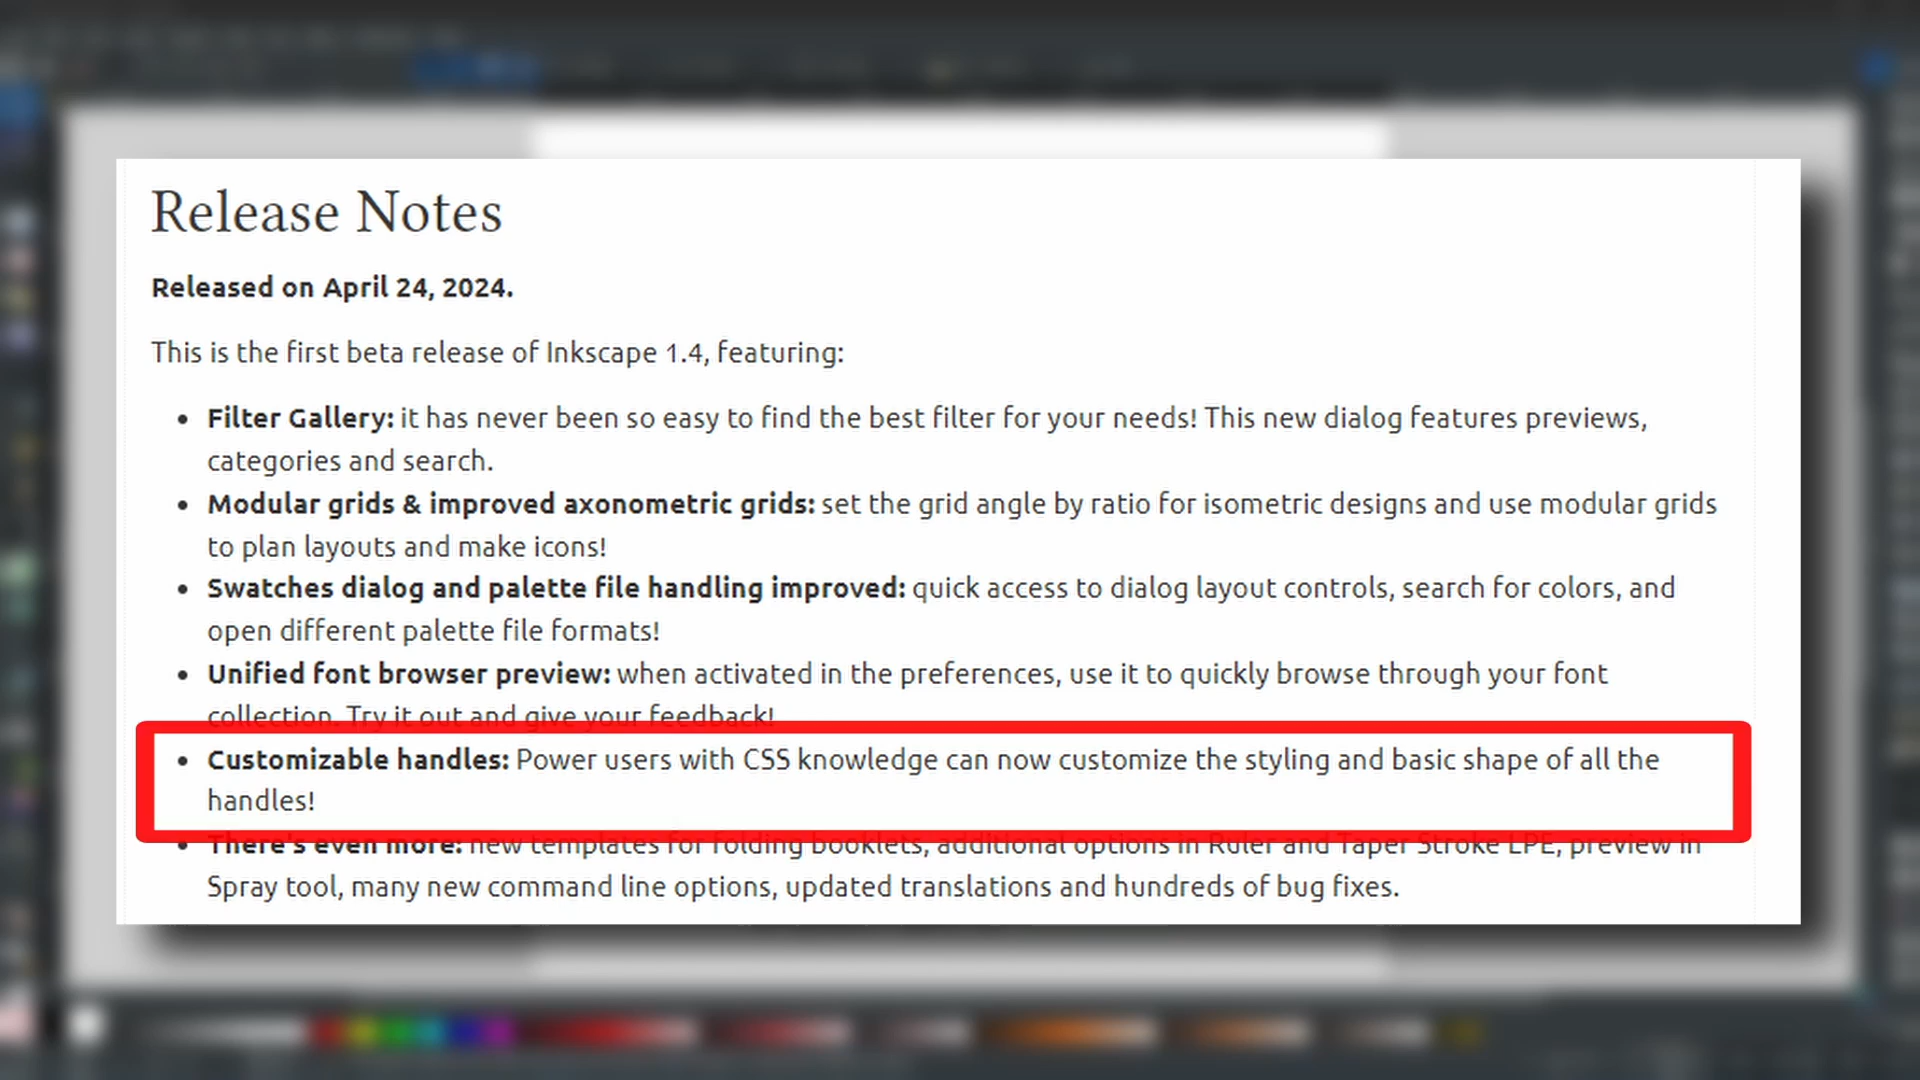 Release Notes
Released on April 24, 2024.
This is the first beta release of Inkscape 1.4, featuring:
• Filter Gallery: it has never been so easy to find the best filter for your needs! This new dialog features previews,
categories and search.
• Modular grids & improved axonometric grids: set the grid angle by ratio for isometric designs and use modular grids
to plan layouts and make icons!
• Swatches dialog and palette file handling improved: quick access to dialog layout controls, search for colors, and
open different palette file formats!
• Unified font browser preview: when activated in the preferences, use it to quickly browse through your font
collection. Try it out and give your feedback!
• Customizable handles: Power users with CSS knowledge can now customize the styling and basic shape of all the
handles!
• There's even more: new templates for folding booklets, additional options in Ruler and Taper Stroke LPE, preview in
Spray tool, many new command line options, updated translations and hundreds of bug fixes.